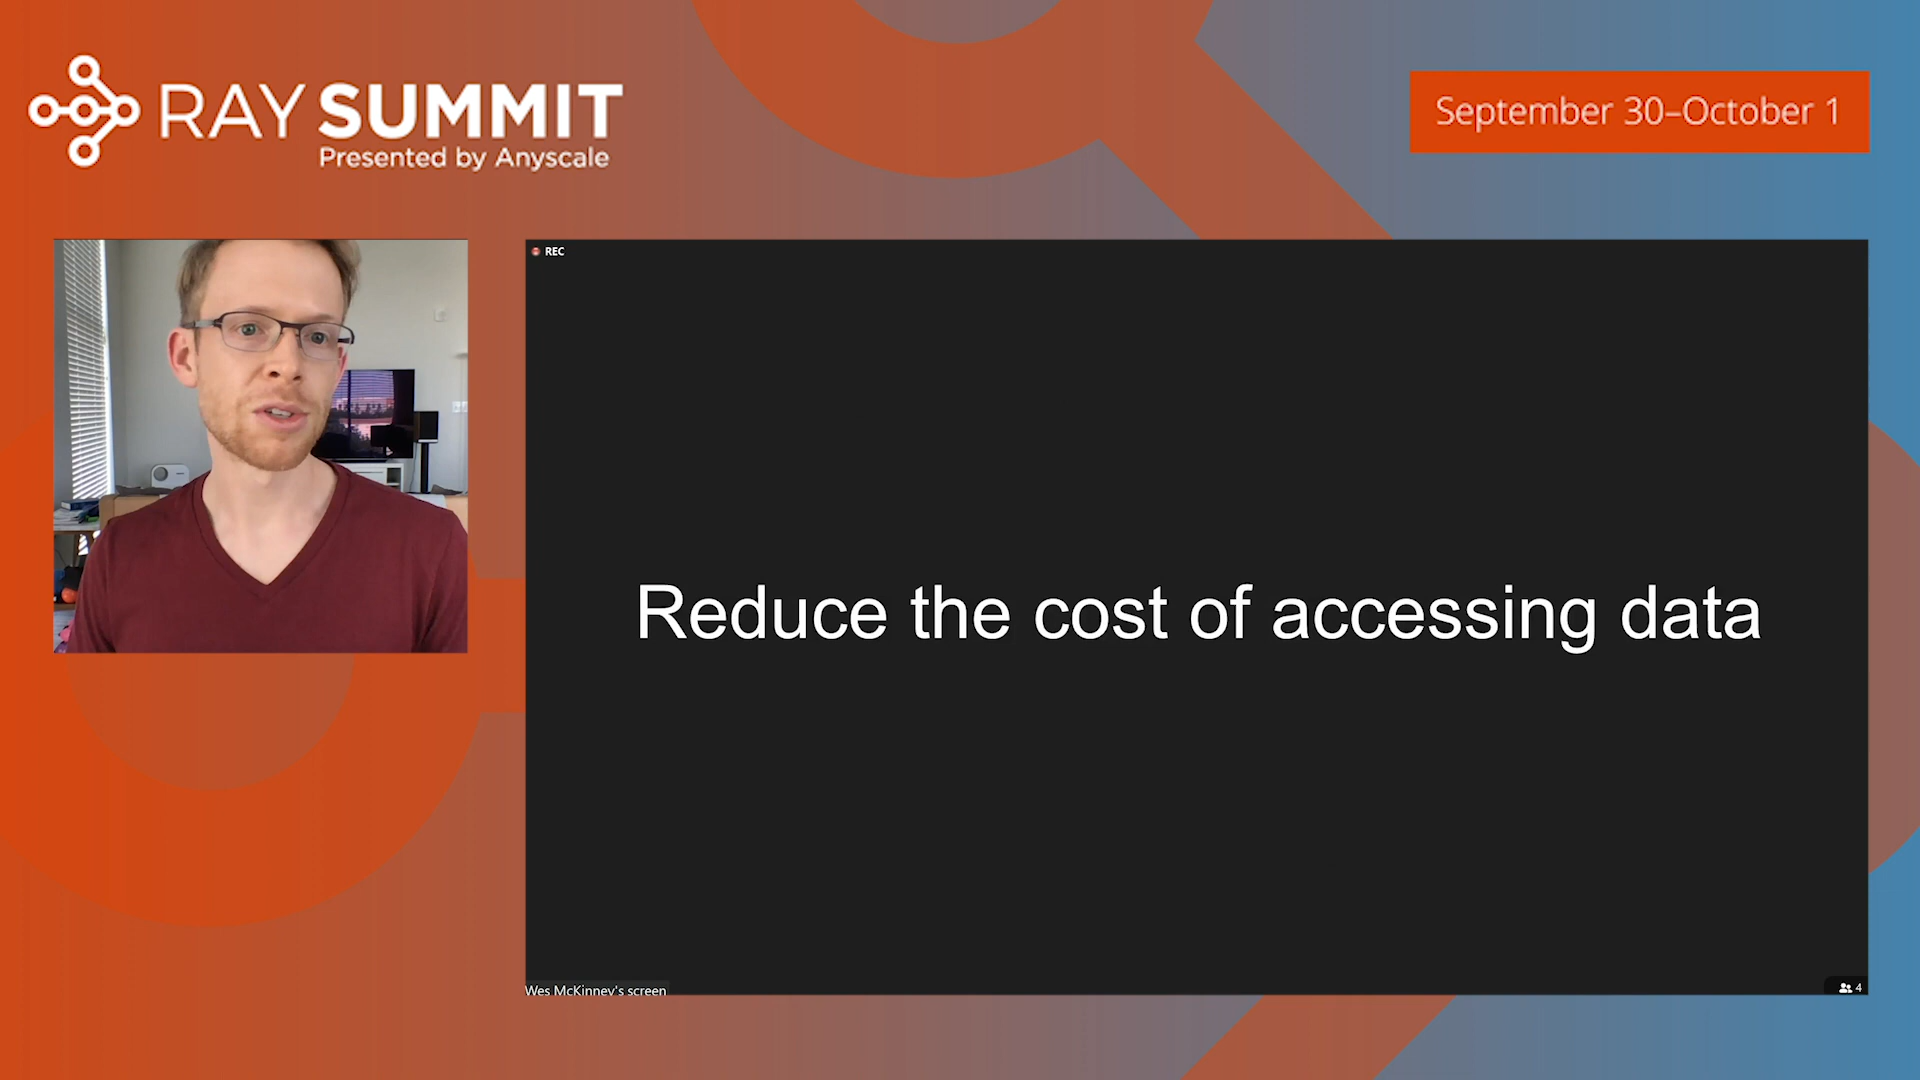 RAY SUMMIT
Presented by Anyscale
September 30–October 1
REC
Reduce the cost of accessing data
Wes McKinney's screen
4